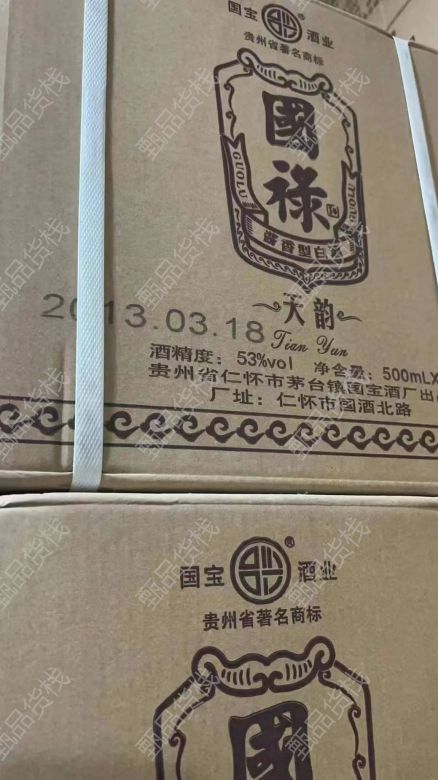 国宝 酒业
贵州省著名商标
國祿
GUOLU
酱香型白酒
天韵
Tian Yun
2013.03.18
酒精度：53%vol 净含量：500mLX
贵州省仁怀市茅台镇国宝酒厂出
厂址：仁怀市国酒北路
国宝 ® 酒业
贵州省著名商标
國
甄品货栈